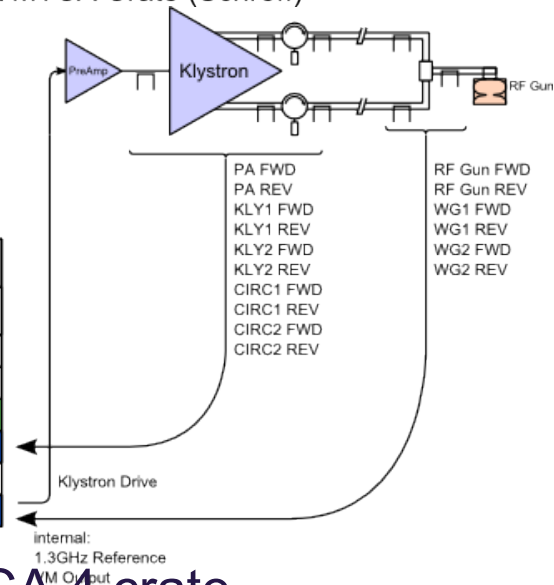 PreAmp
Klystron
RF Gun
PA FWD
PA REV
KLY1 FWD
KLY1 REV
KLY2 FWD
KLY2 REV
CIRC1 FWD
CIRC1 REV
CIRC2 FWD
CIRC2 REV
RF Gun FWD
RF Gun REV
WG1 FWD
WG1 REV
WG2 FWD
WG2 REV
Klystron Drive
internal:
1.3GHz Reference
Output
crate